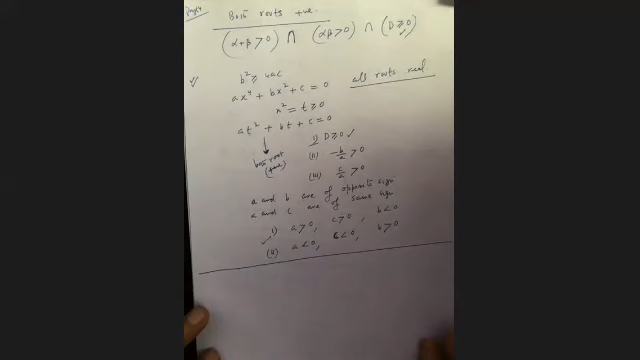 Both roots +ve.
(α+β>0) ∩ (αβ>0) ∩ (D≥0)
b² ≥ 4ac
ax⁴ + bx² + c = 0 all roots real
x² = t ≥ 0
at² + bt + c = 0
i) D≥0 ✓
both root (+ve)
(ii) -b/a > 0
(iii) c/a > 0
a and b are of opposite sign
a and c are of same sign
i) a>0, c>0, b<0
(ii) a<0, c<0, b>0